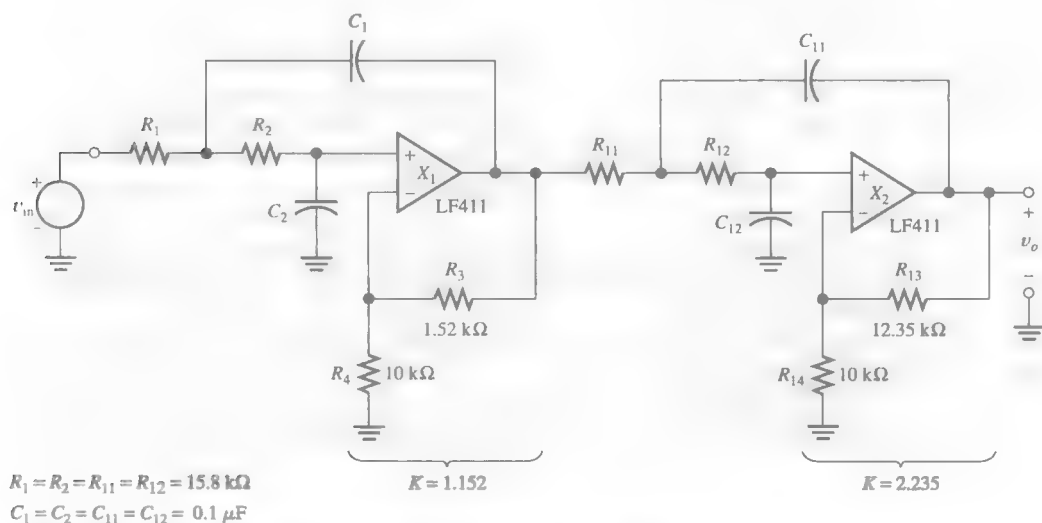 C₁
C₁₁
R₁
R₂
R₁₁
R₁₂
+
X₁
−
LF411
+
X₂
−
LF411
+
v_in
-
C₂
C₁₂
R₃
1.52 kΩ
R₁₃
12.35 kΩ
+
v_o
−
R₄
10 kΩ
R₁₄
10 kΩ
K = 1.152
K = 2.235
R₁ = R₂ = R₁₁ = R₁₂ = 15.8 kΩ
C₁ = C₂ = C₁₁ = C₁₂ = 0.1 μF